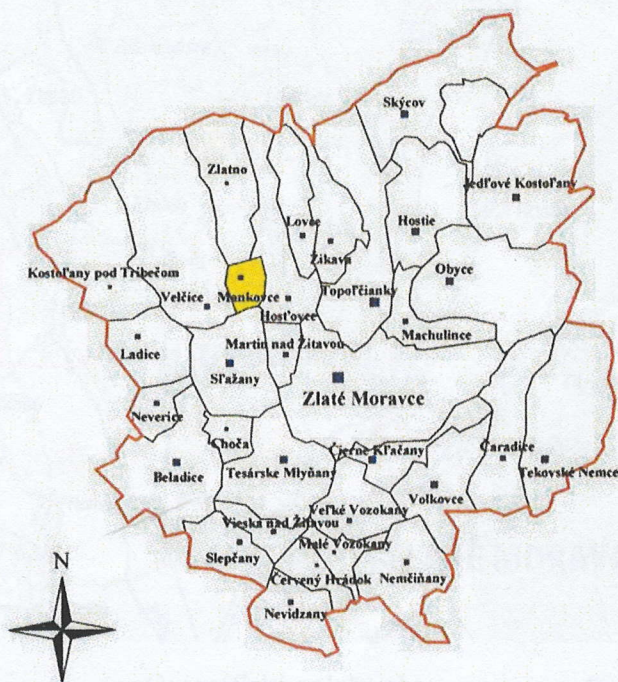 Skýcov
Zlatno
Jedľové Kostoľany
Lovce
Hostie
Žikava
Kostoľany pod Tríbečom
Obyce
Mankovce
Velčice
Hosťovce
Topoľčianky
Machulince
Ladice
Martin nad Žitavou
Sľažany
Zlaté Moravce
Neverice
Choča
Beladice
Tesárske Mlyňany
Čierne Kľačany
Čaradice
Tekovské Nemce
Volkovce
Veľké Vozokany
Vieska nad Žitavou
Slepčany
Malé Vozokany
Červený Hrádok
Nemčiňany
Nevidzany
N